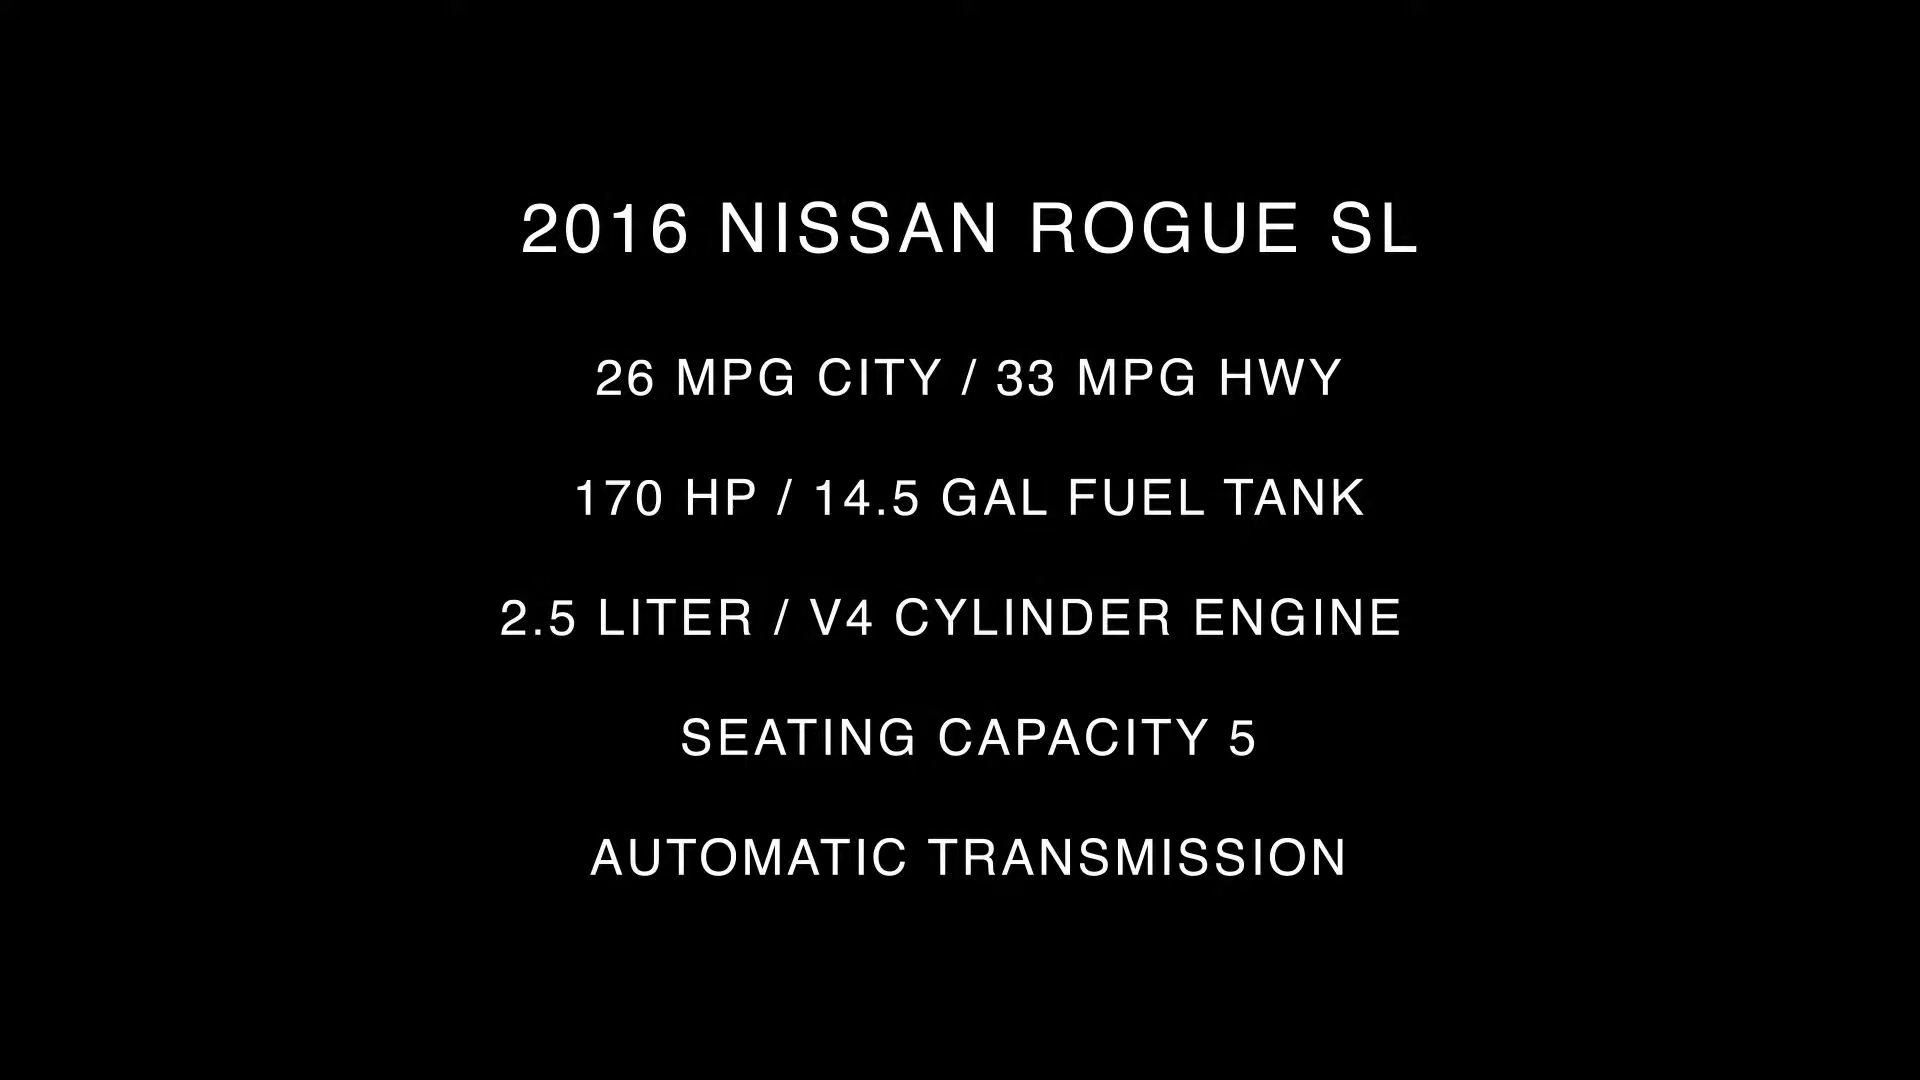 2016 NISSAN ROGUE SL
26 MPG CITY / 33 MPG HWY
170 HP / 14.5 GAL FUEL TANK
2.5 LITER / V4 CYLINDER ENGINE
SEATING CAPACITY 5
AUTOMATIC TRANSMISSION